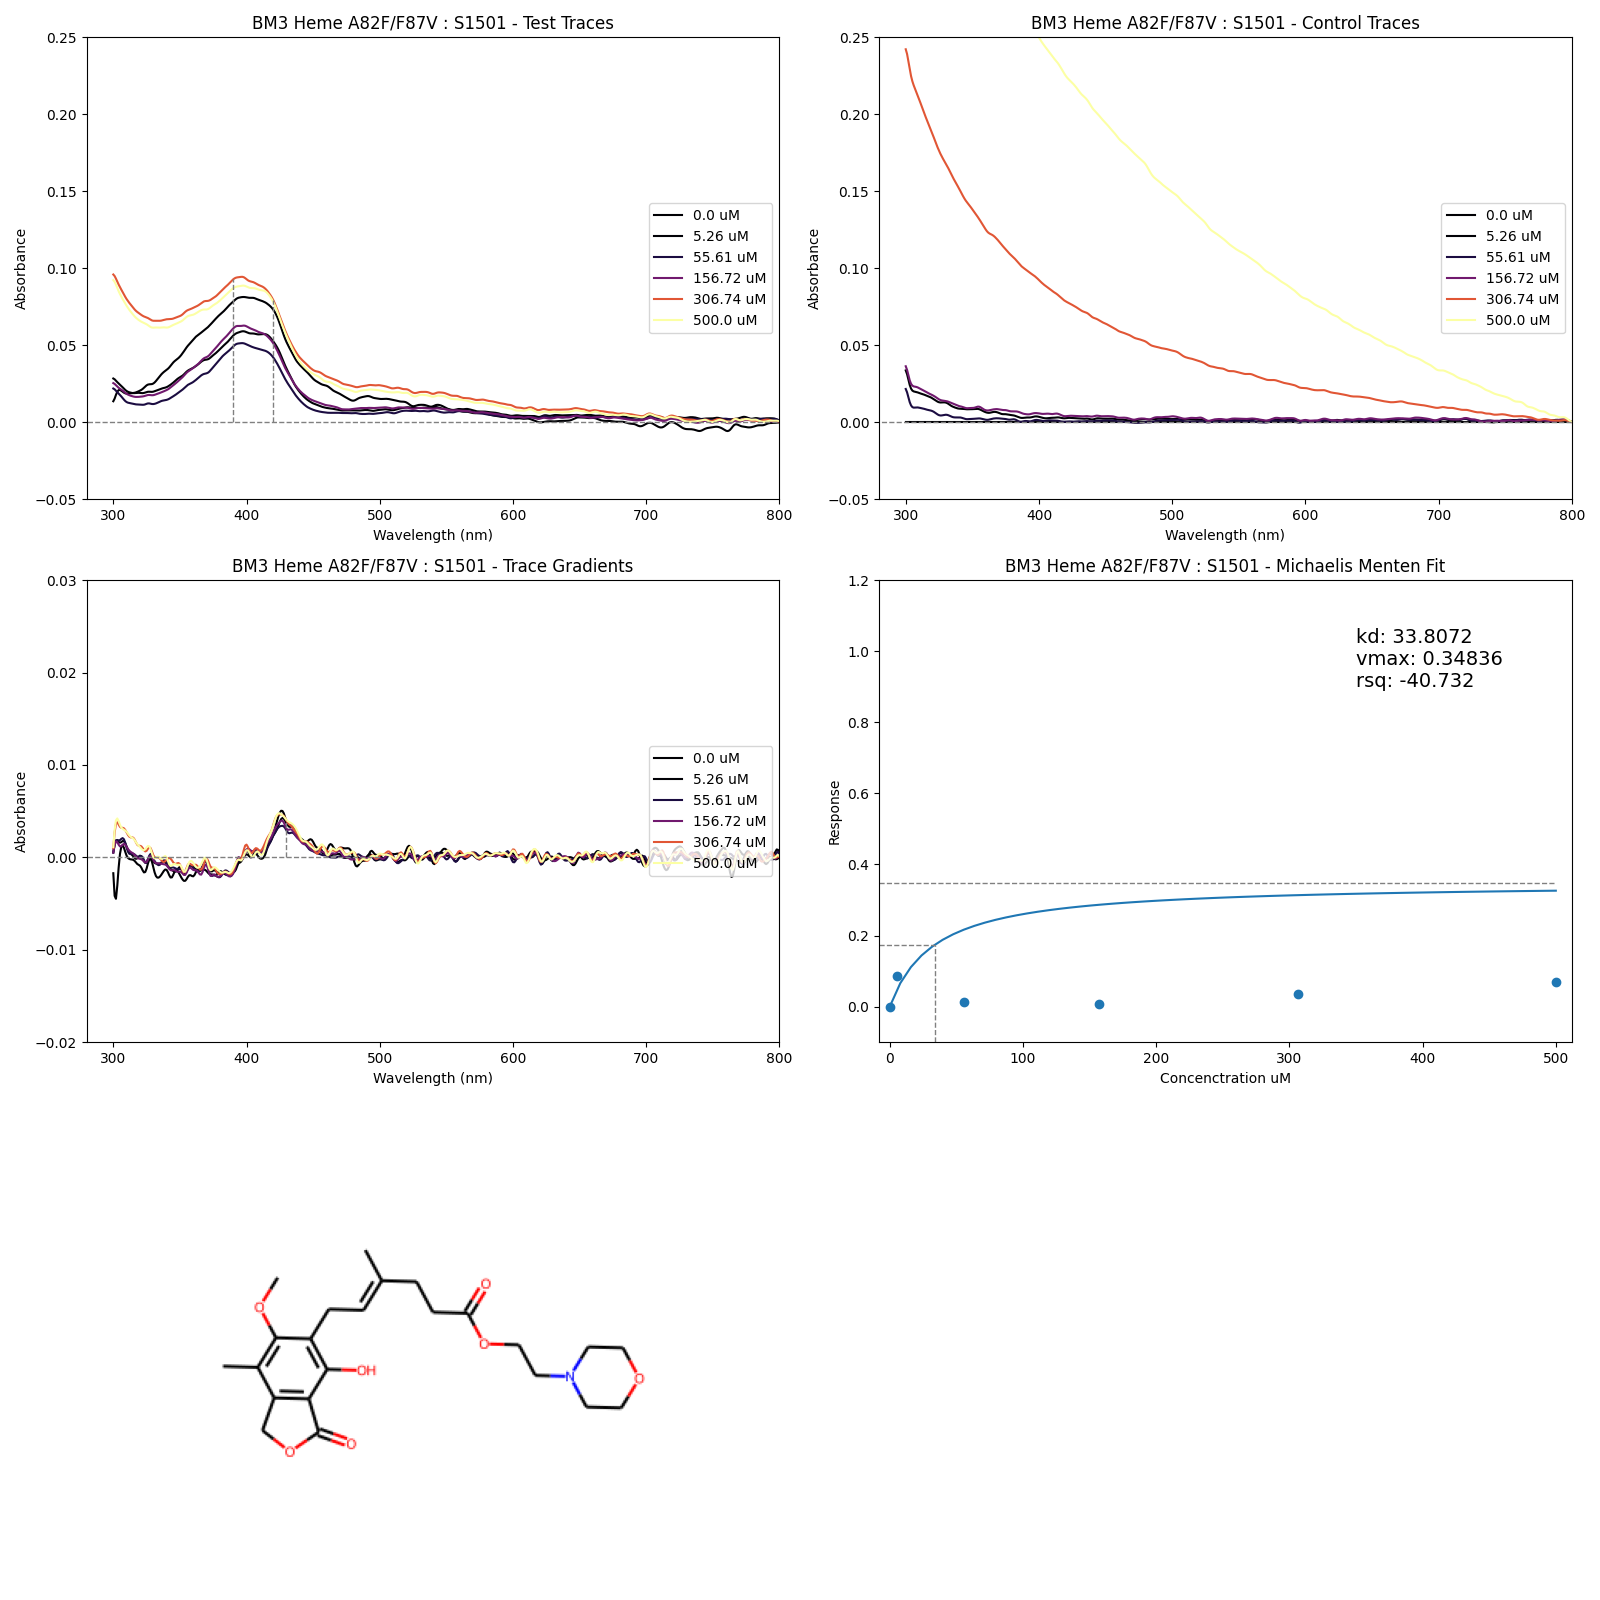 BM3 Heme A82F/F87V : S1501 - Test Traces
0.25
0.20
0.15
0.10
0.05
0.00
−0.05
Absorbance
300 400 500 600 700 800
Wavelength (nm)
0.0 uM
5.26 uM
55.61 uM
156.72 uM
306.74 uM
500.0 uM
BM3 Heme A82F/F87V : S1501 - Control Traces
0.25
0.20
0.15
0.10
0.05
0.00
−0.05
Absorbance
300 400 500 600 700 800
Wavelength (nm)
0.0 uM
5.26 uM
55.61 uM
156.72 uM
306.74 uM
500.0 uM
BM3 Heme A82F/F87V : S1501 - Trace Gradients
0.03
0.02
0.01
0.00
−0.01
−0.02
Absorbance
300 400 500 600 700 800
Wavelength (nm)
0.0 uM
5.26 uM
55.61 uM
156.72 uM
306.74 uM
500.0 uM
BM3 Heme A82F/F87V : S1501 - Michaelis Menten Fit
1.2
1.0
0.8
0.6
0.4
0.2
0.0
Response
0 100 200 300 400 500
Concenctration uM
kd: 33.8072
vmax: 0.34836
rsq: -40.732
O
O
O
OH
N
O
O
O